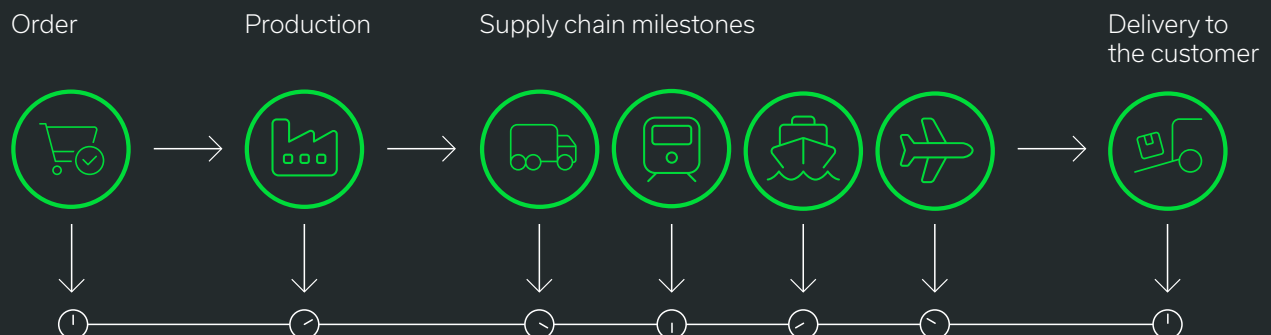 Order
Production
Supply chain milestones
Delivery to
the customer